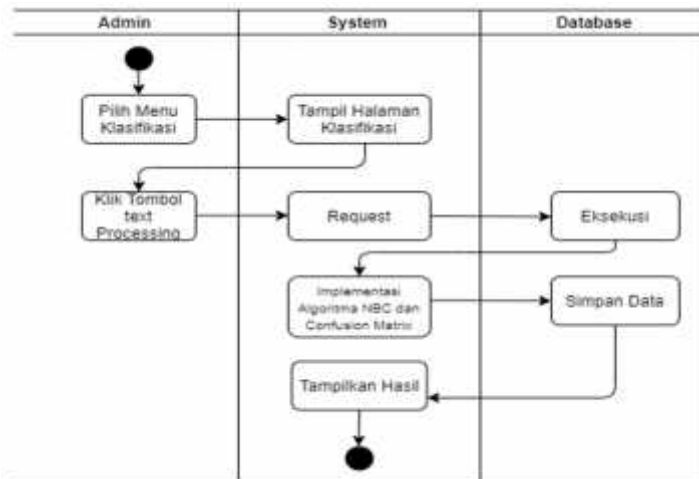 Admin
System
Database
Pilih Menu
Klasifikasi
Tampil Halaman
Klasifikasi
Klik Tombol
text
Processing
Request
Eksekusi
Implementasi
Algoritma NBC dan
Confusion Matrix
Simpan Data
Tampilkan Hasil